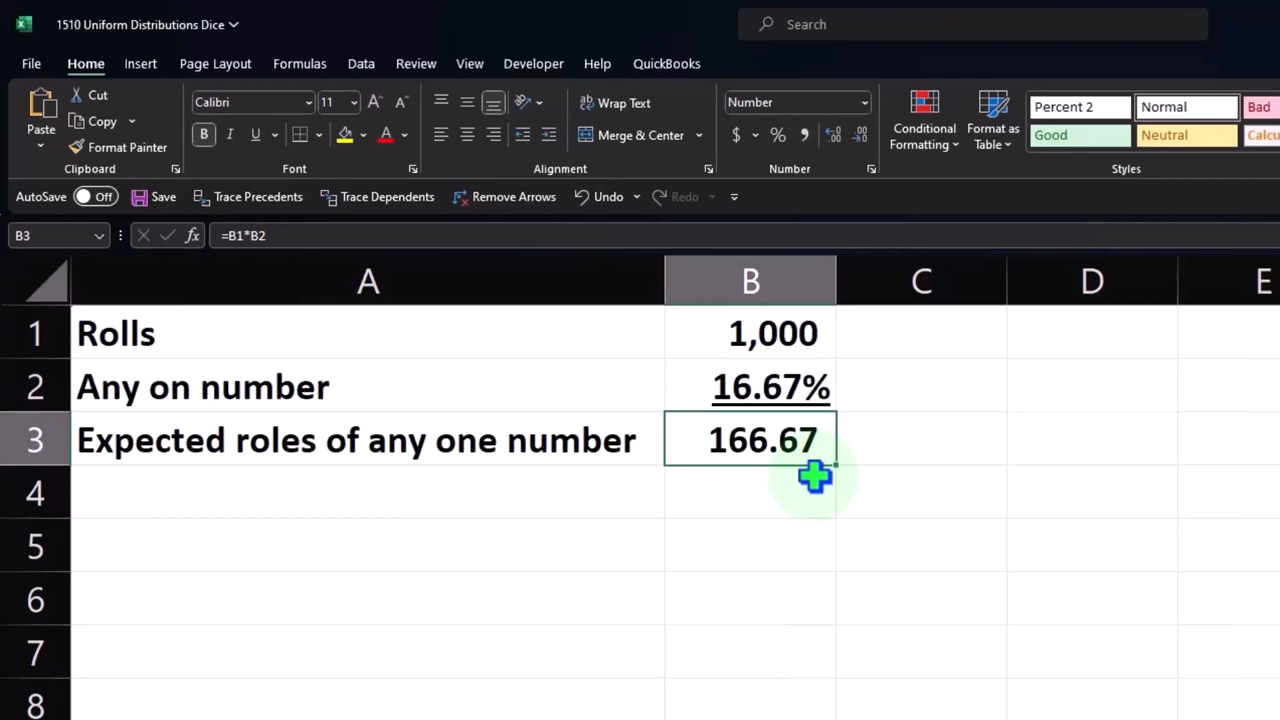 1510 Uniform Distributions Dice
Search
File Home Insert Page Layout Formulas Data Review View Developer Help QuickBooks
Paste
Cut
Copy
Format Painter
Clipboard
Calibri 11
B I U
Font
Wrap Text
Merge & Center
Alignment
Number
$ % ,
Number
Conditional Formatting
Format as Table
Percent 2 Normal Bad
Good Neutral Calcu
Styles
AutoSave Off Save Trace Precedents Trace Dependents Remove Arrows Undo Redo
B3 fx =B1*B2
A B C D E
1 Rolls 1,000
2 Any on number 16.67%
3 Expected roles of any one number 166.67
4
5
6
7
8